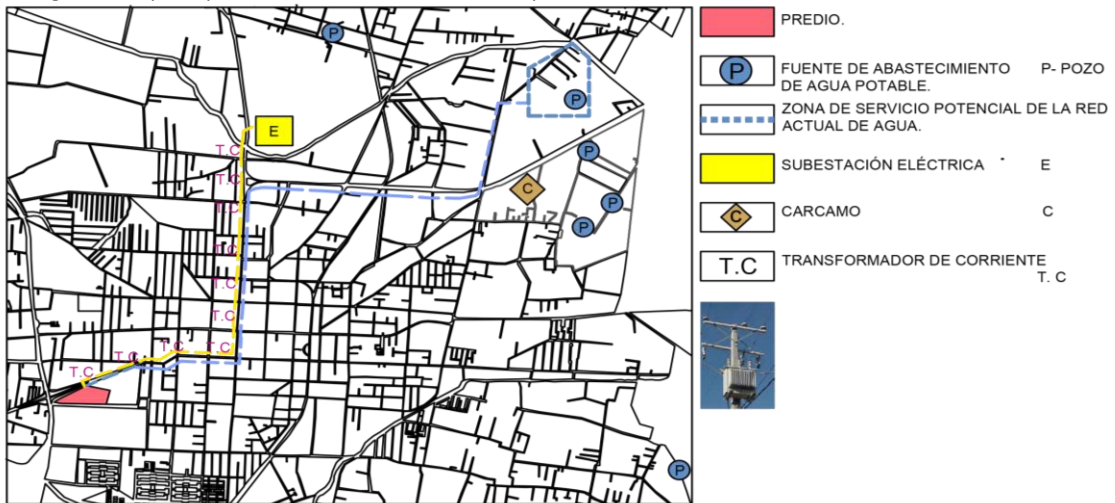 P
P
E
T.C
T.C
T.C
T.C
T.C
T.C
T.C
T.C
T.C
T.C
P
C
P
P
P
PREDIO.
P
FUENTE DE ABASTECIMIENTO P- POZO
DE AGUA POTABLE.
ZONA DE SERVICIO POTENCIAL DE LA RED
ACTUAL DE AGUA.
SUBESTACIÓN ELÉCTRICA E
C
CARCAMO C
T.C
TRANSFORMADOR DE CORRIENTE
T. C